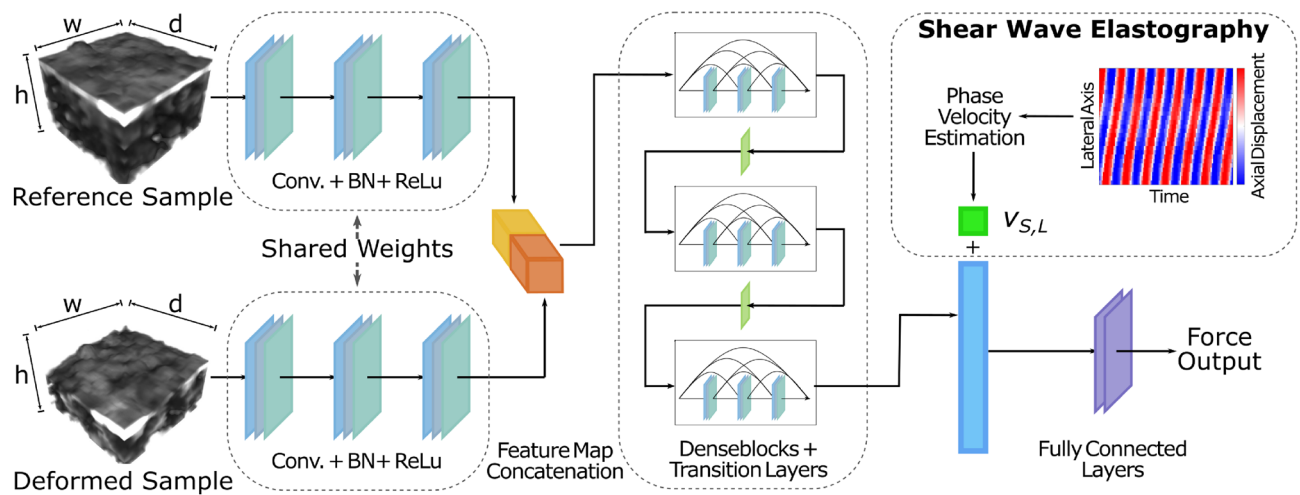 w
d
h
Reference Sample
Conv. + BN+ ReLu
Shared Weights
w
d
h
Deformed Sample
Conv. + BN+ ReLu
Feature Map
Concatenation
Denseblocks +
Transition Layers
Shear Wave Elastography
Phase
Velocity
Estimation
Lateral Axis
Time
Axial Displacement
vS,L
+
Force
Output
Fully Connected
Layers